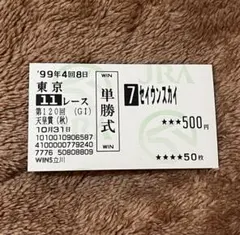 '99年4回8日
東京
11レース
第120回 (GI)
天皇賞(秋)
10月31日
1010010906587
4100000779240
7776 50808809
WINS立川
WIN
単勝式
WIN
JRA
7セイウンスカイ
★★★500円
★★★★50枚